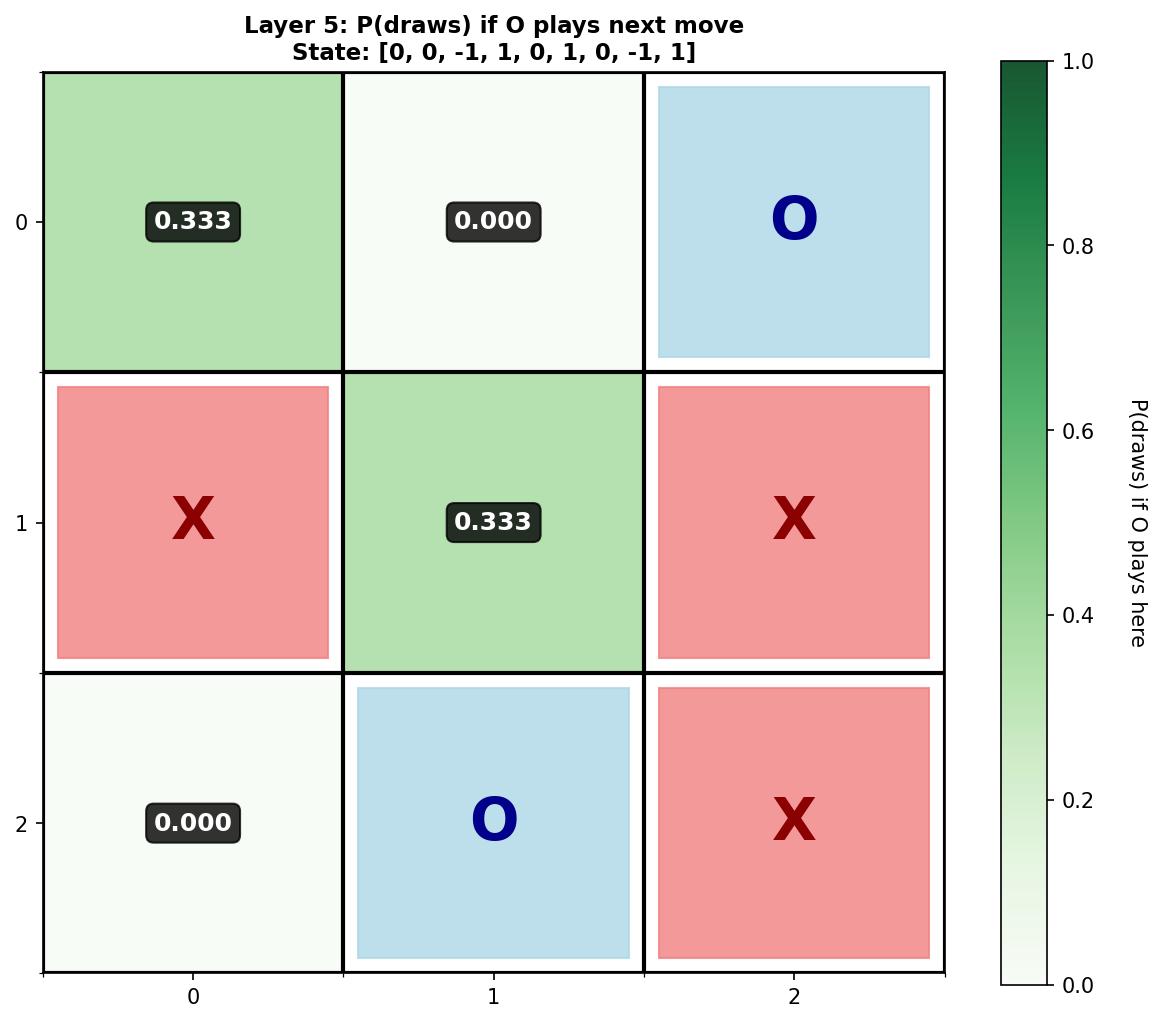 Layer 5: P(draws) if O plays next move
State: [0, 0, -1, 1, 0, 1, 0, -1, 1]
0
0.333
0.000
O
1
X
0.333
X
2
0.000
O
X
0
1
2
1.0
0.8
0.6
0.4
0.2
0.0
P(draws) if O plays here